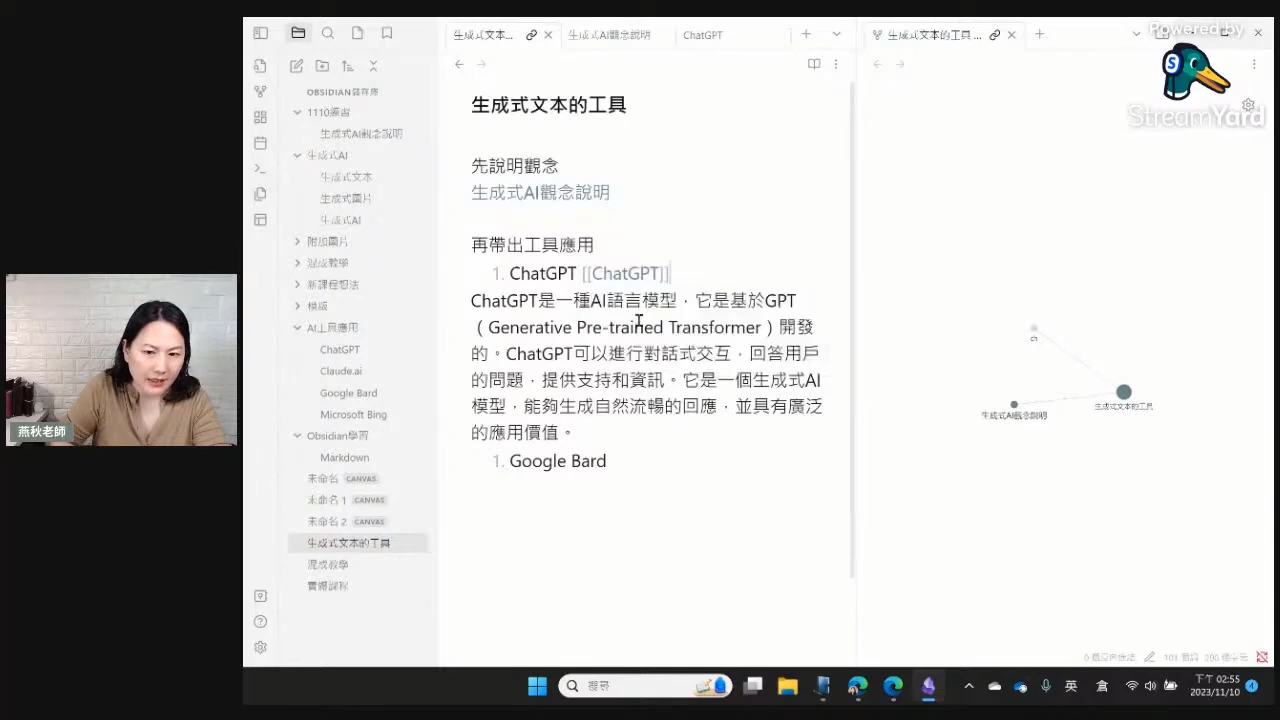 生成式文本...
生成式AI觀念說明
ChatGPT
生成式文本的工具 ...
Powered by
StreamYard
OBSIDIAN儲存庫
1110練習
生成式AI觀念說明
生成式AI
生成式文本
生成式圖片
生成式AI
附加圖片
混成教學
新課程想法
模版
AI工具應用
ChatGPT
Claude.ai
Google Bard
Microsoft Bing
Obsidian學習
Markdown
未命名 CANVAS
未命名 1 CANVAS
未命名 2 CANVAS
生成式文本的工具
混成教學
實體課程
生成式文本的工具
先說明觀念
生成式AI觀念說明
再帶出工具應用
1. ChatGPT [[ChatGPT]]
ChatGPT是一種AI語言模型，它是基於GPT
（Generative Pre-trained Transformer）開發
的。ChatGPT可以進行對話式交互，回答用戶
的問題，提供支持和資訊。它是一個生成式AI
模型，能夠生成自然流暢的回應，並具有廣泛
的應用價值。
1. Google Bard
生成式AI觀念說明
生成式文本的工具
燕秋老師
搜尋
英
下午 02:55
2023/11/10
4